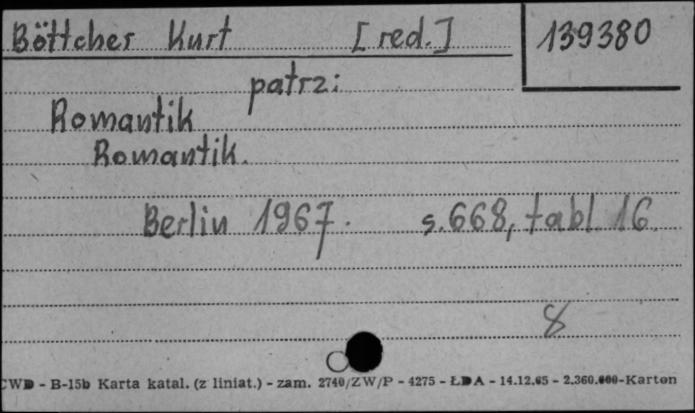 Böttcher Kurt [red.] 139380
patrz:
Romantik
Romantik.
Berlin 1967. s.668, tabl. 16.
8
CWD - B-15b Karta katal. (z liniat.) - zam. 2740/ZW/P - 4275 - ŁDA - 14.12.65 - 2.360.000-Karton